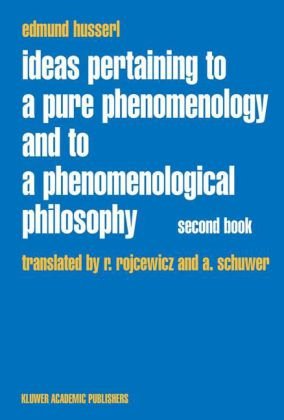 edmund husserl
ideas pertaining to
a pure phenomenology
and to
a phenomenological
philosophy second book
translated by r. rojcewicz and a. schuwer
KLUWER ACADEMIC PUBLISHERS